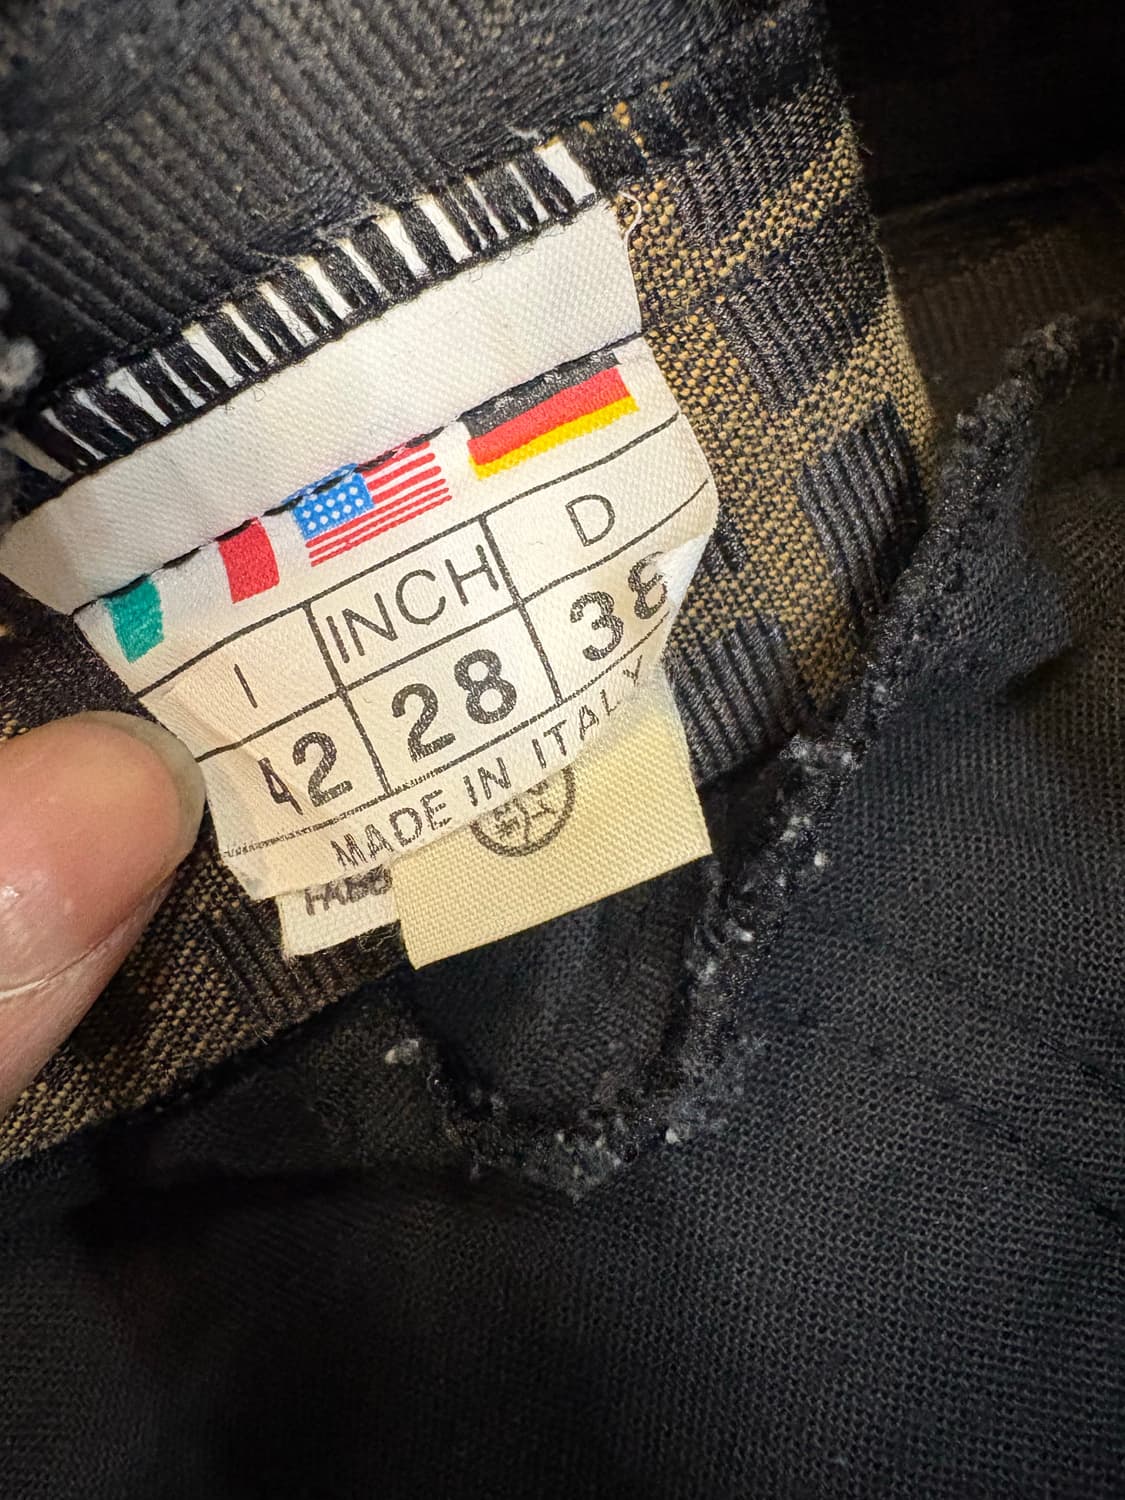 I INCH D
42 28 38
MADE IN ITALY